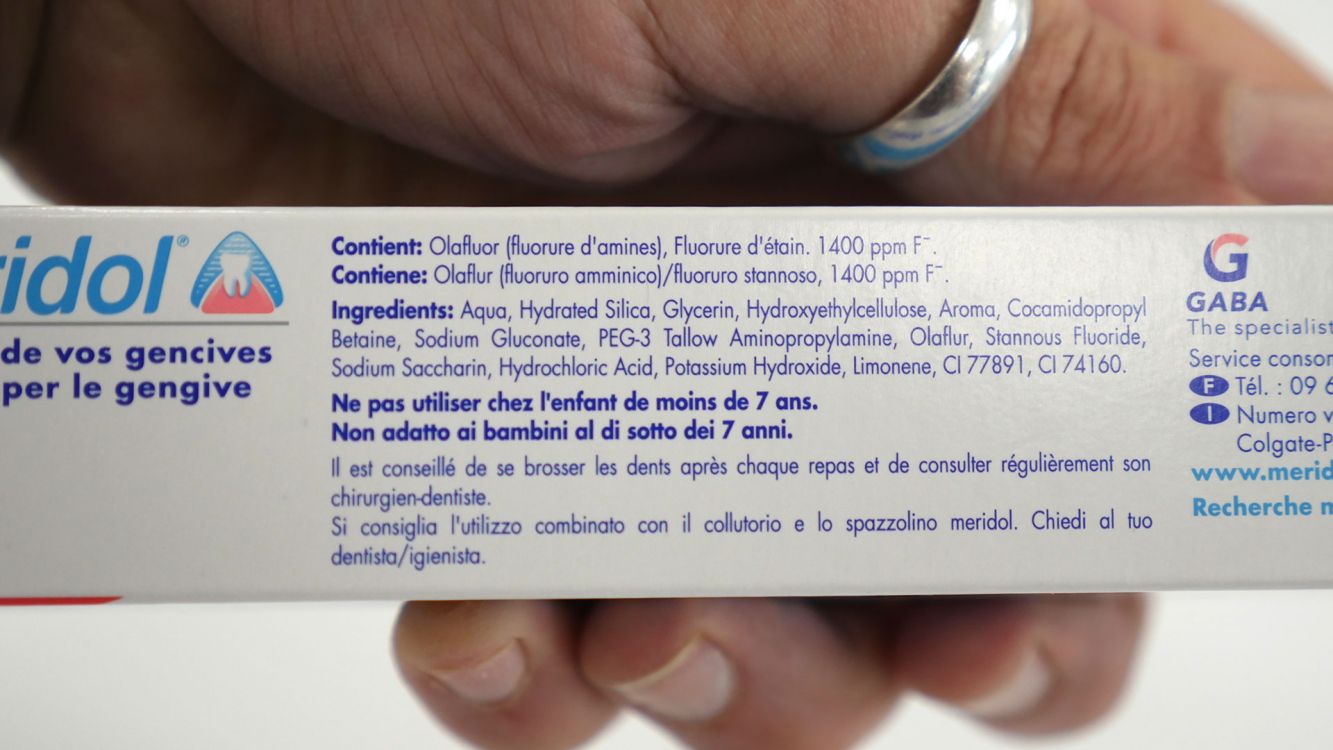 ridol®
de vos gencives
per le gengive
Contient: Olafluor (fluorure d'amines), Fluorure d'étain. 1400 ppm F⁻.
Contiene: Olaflur (fluoruro amminico)/fluoruro stannoso, 1400 ppm F⁻.
Ingredients: Aqua, Hydrated Silica, Glycerin, Hydroxyethylcellulose, Aroma, Cocamidopropyl
Betaine, Sodium Gluconate, PEG-3 Tallow Aminopropylamine, Olaflur, Stannous Fluoride,
Sodium Saccharin, Hydrochloric Acid, Potassium Hydroxide, Limonene, CI 77891, CI 74160.
Ne pas utiliser chez l'enfant de moins de 7 ans.
Non adatto ai bambini al di sotto dei 7 anni.
Il est conseillé de se brosser les dents après chaque repas et de consulter régulièrement son
chirurgien-dentiste.
Si consiglia l'utilizzo combinato con il collutorio e lo spazzolino meridol. Chiedi al tuo
dentista/igienista.
G
GABA
The specialist
Service consom
F Tél. : 09 6
I Numero v
Colgate-P
www.merid
Recherche m